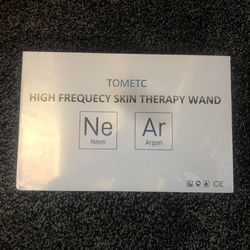 TOMETC
HIGH FREQUECY SKIN THERAPY WAND
Ne Ar
Neon Argon
CE